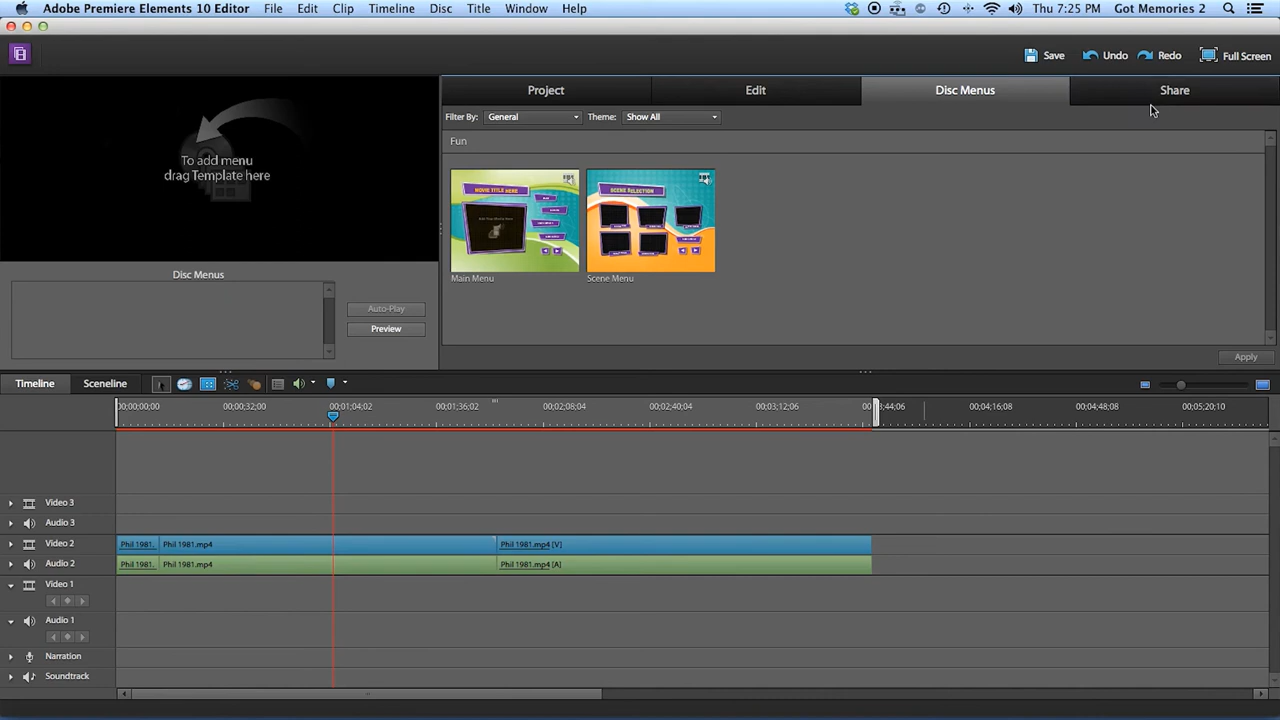 Adobe Premiere Elements 10 Editor File Edit Clip Timeline Disc Title Window Help Thu 7:25 PM Got Memories 2
Save Undo Redo Full Screen
Project Edit Disc Menus Share
Filter By: General Theme: Show All
Fun
To add menu
drag Template here
MOVIE TITLE HERE
SCENE SELECTION
Main Menu Scene Menu
Disc Menus
Auto-Play
Preview
Apply
Timeline Sceneline
00;00;00;00 00;00;32;00 00;01;04;02 00;01;36;02 00;02;08;04 00;02;40;04 00;03;12;06 00;0 3;44;06 00;04;16;08 00;04;48;08 00;05;20;10
Video 3
Audio 3
Video 2 Phil 1981. Phil 1981.mp4 Phil 1981.mp4 [V]
Audio 2 Phil 1981. Phil 1981.mp4 Phil 1981.mp4 [A]
Video 1
Audio 1
Narration
Soundtrack